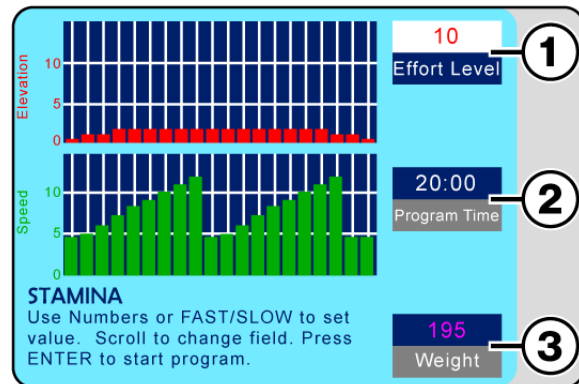 Elevation
10
5
0
10
Effort Level
1
Speed
10
5
0
20:00
Program Time
2
STAMINA
Use Numbers or FAST/SLOW to set
value. Scroll to change field. Press
ENTER to start program.
195
Weight
3